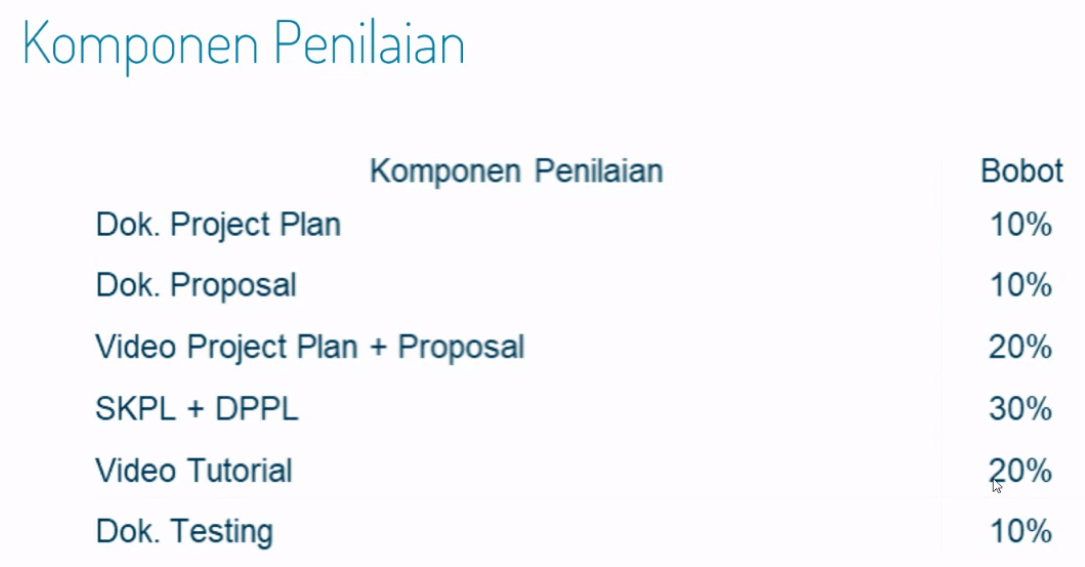 Komponen Penilaian
Komponen Penilaian Bobot
Dok. Project Plan 10%
Dok. Proposal 10%
Video Project Plan + Proposal 20%
SKPL + DPPL 30%
Video Tutorial 20%
Dok. Testing 10%